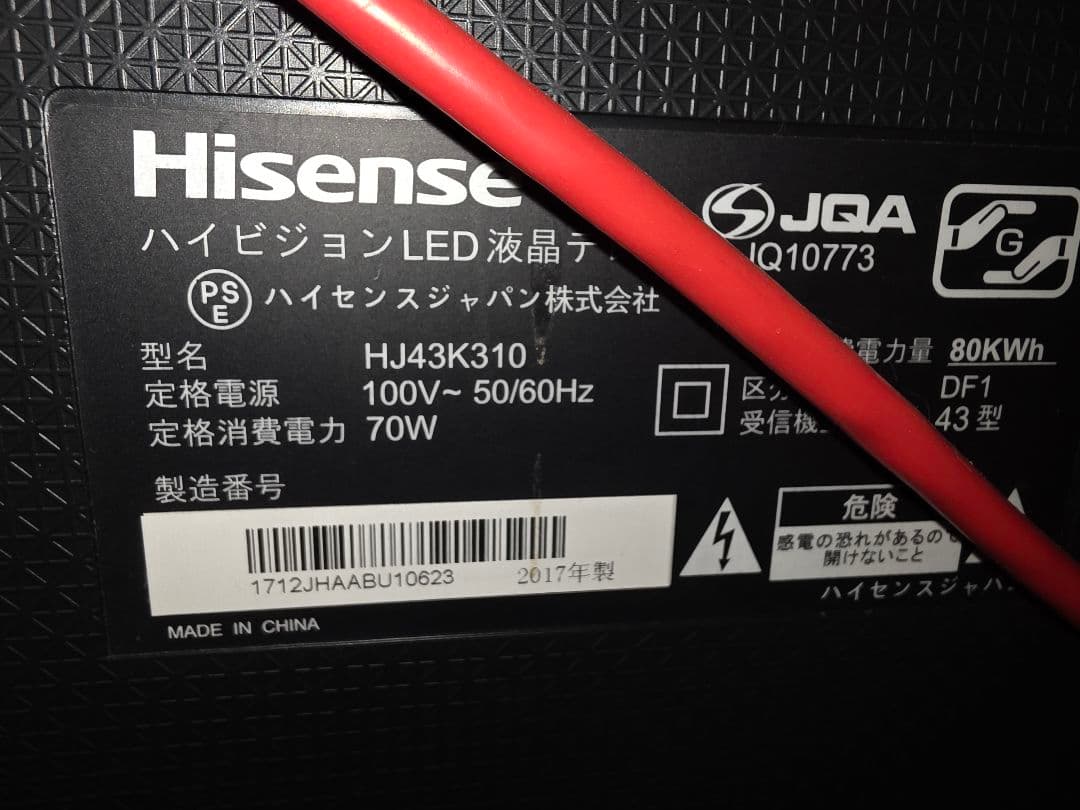 Hisense
JQA
JQ10773
G
ハイビジョンLED液晶テ
PS
E
ハイセンスジャパン株式会社
型名 HJ43K310
電力量 80KWh
定格電源 100V~ 50/60Hz
区分 DF1
定格消費電力 70W
受信機 43型
製造番号
1712JHAABU10623 2017年製
危険
感電の恐れがあるので
開けないこと
ハイセンスジャパ
MADE IN CHINA